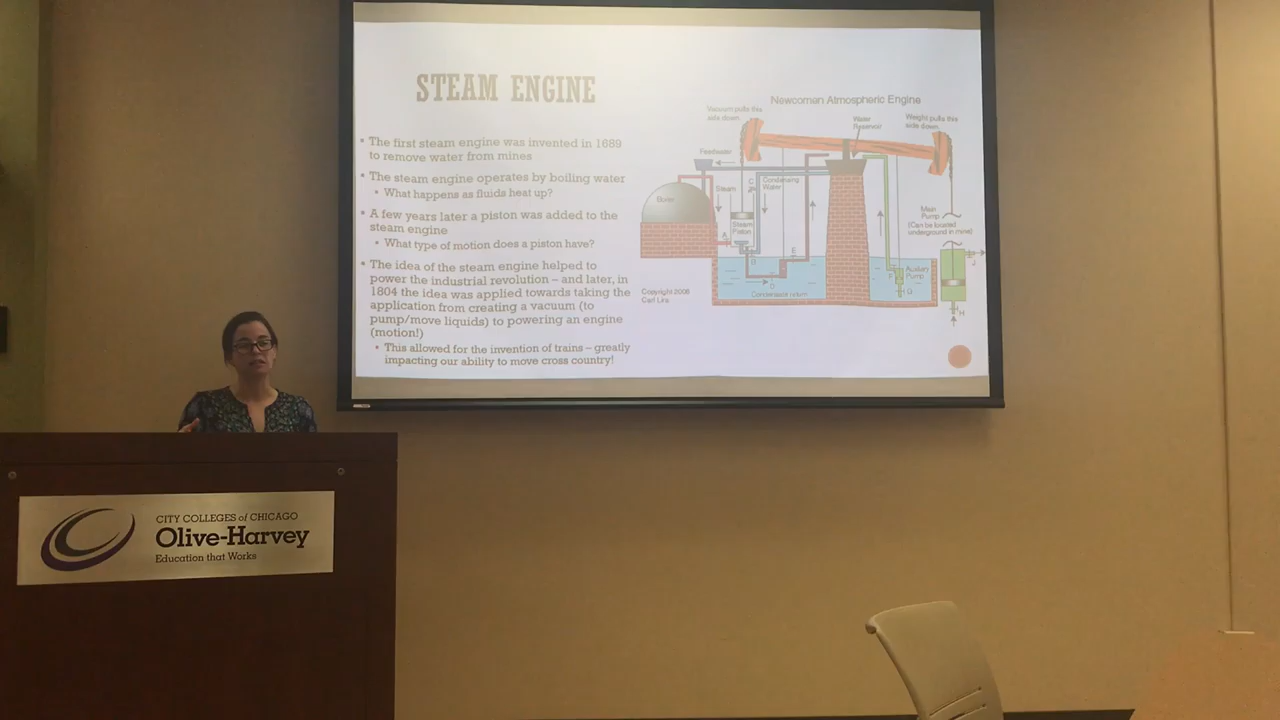 STEAM ENGINE
The first steam engine was invented in 1689
to remove water from mines
The steam engine operates by boiling water
What happens as fluids heat up?
A few years later a piston was added to the
steam engine
What type of motion does a piston have?
The idea of the steam engine helped to
power the industrial revolution – and later, in
1804 the idea was applied towards taking the
application from creating a vacuum (to
pump/move liquids) to powering an engine
(motion!)
This allowed for the invention of trains – greatly
impacting our ability to move cross country!
Newcoman Atmospheric Engine
Vacuum pulls this
side down
Water
Reservoir
Weight pulls this
side down
Feedwater
Steam
C
Condensing
Water
Boiler
Steam
Piston
A
B
E
D
Condensate return
Main
Pump
(Can be located
underground in mine)
Auxiliary
Pump
F
G
J
H
Copyright 2008
Carl Lira
CITY COLLEGES of CHICAGO
Olive-Harvey
Education that Works